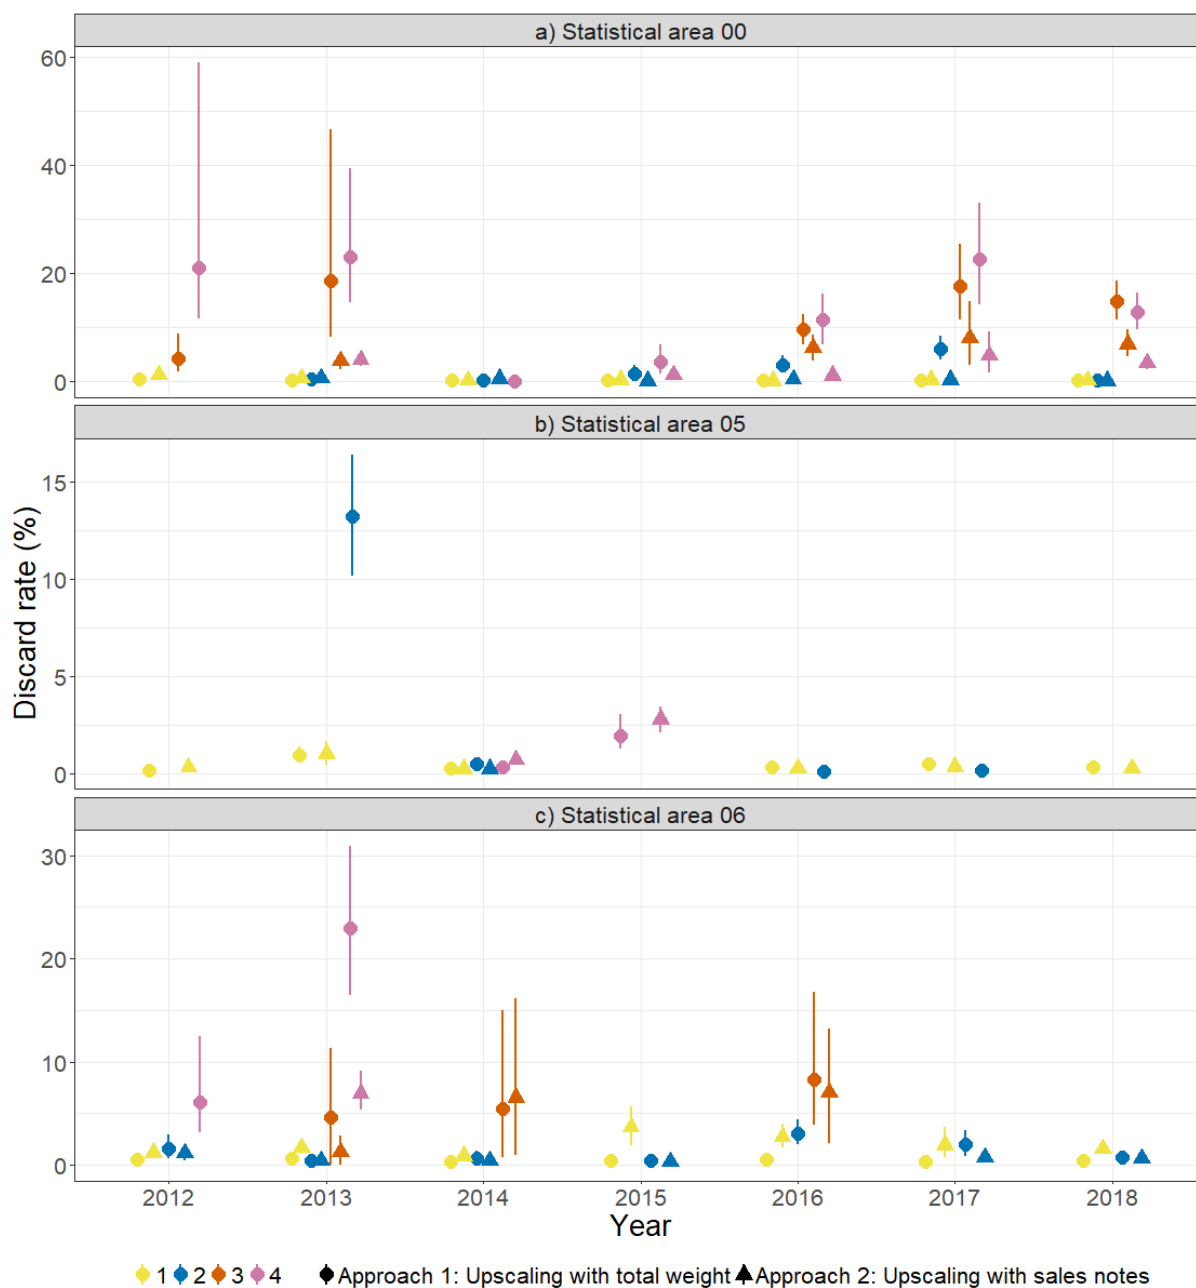 a) Statistical area 00
60
40
20
0
b) Statistical area 05
15
10
5
0
c) Statistical area 06
30
20
10
0
Discard rate (%)
2012 2013 2014 2015 2016 2017 2018
Year
1 2 3 4 Approach 1: Upscaling with total weight Approach 2: Upscaling with sales notes